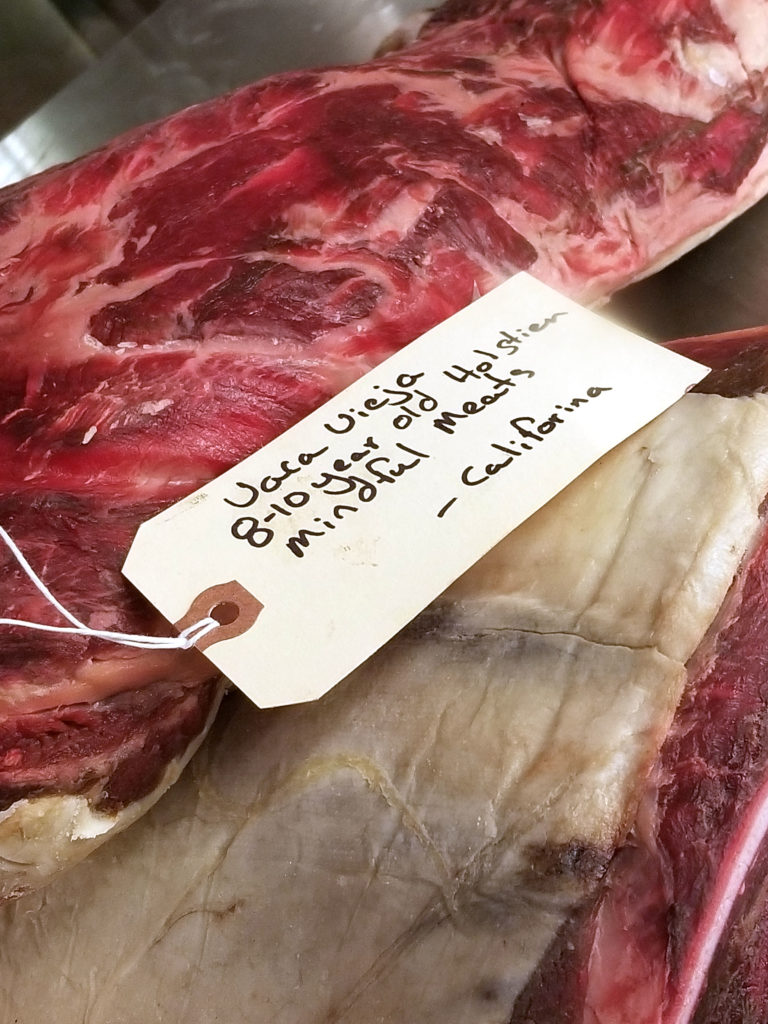 Vaca Vieja
8-10 year old Holstien
Mindful Meats
- Califorina